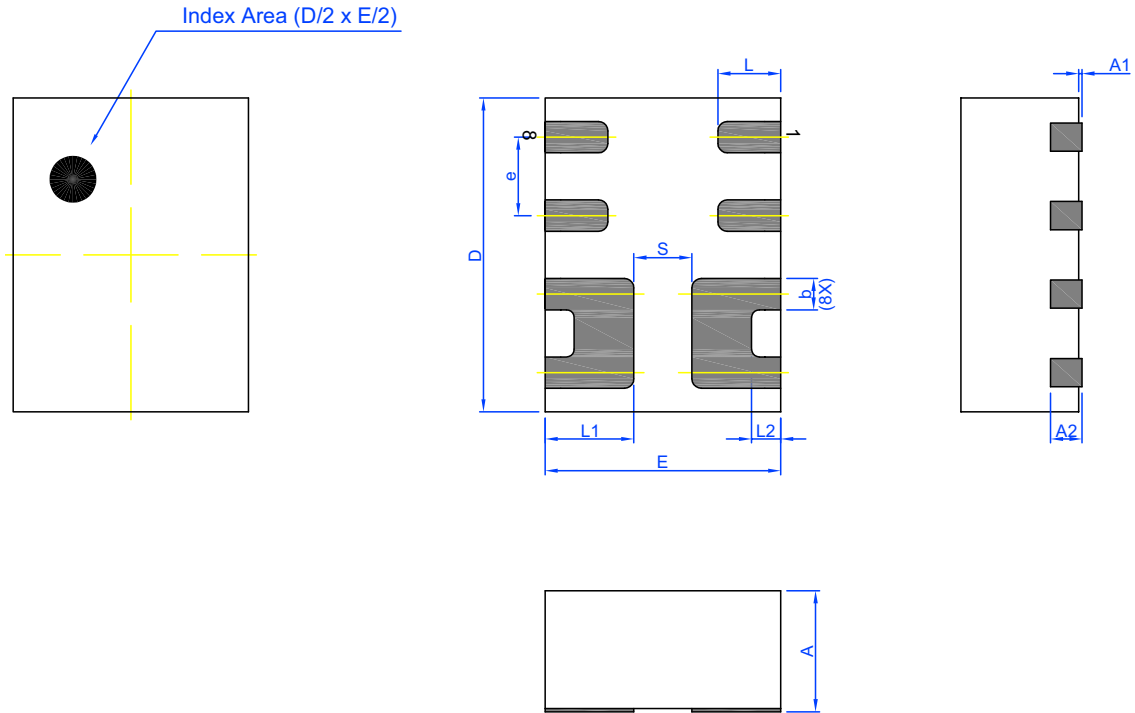 Index Area (D/2 x E/2)
L
A1
8
1
e
D
S
b
(8X)
L1
L2
A2
E
A